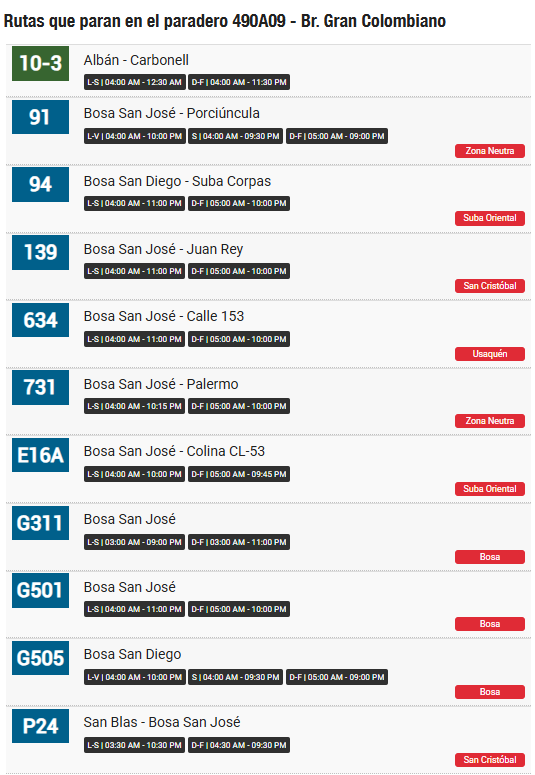 Rutas que paran en el paradero 490A09 - Br. Gran Colombiano
10-3 Albán - Carbonell
L-S | 04:00 AM - 12:30 AM D-F | 04:00 AM - 11:30 PM
91 Bosa San José - Porciúncula
L-V | 04:00 AM - 10:00 PM S | 04:00 AM - 09:30 PM D-F | 05:00 AM - 09:00 PM
Zona Neutra
94 Bosa San Diego - Suba Corpas
L-S | 04:00 AM - 11:00 PM D-F | 05:00 AM - 10:00 PM
Suba Oriental
139 Bosa San José - Juan Rey
L-S | 04:00 AM - 11:00 PM D-F | 05:00 AM - 10:00 PM
San Cristóbal
634 Bosa San José - Calle 153
L-S | 04:00 AM - 11:00 PM D-F | 05:00 AM - 10:00 PM
Usaquén
731 Bosa San José - Palermo
L-S | 04:00 AM - 10:15 PM D-F | 05:00 AM - 10:00 PM
Zona Neutra
E16A Bosa San José - Colina CL-53
L-S | 04:00 AM - 10:00 PM D-F | 05:00 AM - 09:45 PM
Suba Oriental
G311 Bosa San José
L-S | 03:00 AM - 09:00 PM D-F | 03:00 AM - 11:00 PM
Bosa
G501 Bosa San José
L-S | 04:00 AM - 11:00 PM D-F | 05:00 AM - 10:00 PM
Bosa
G505 Bosa San Diego
L-V | 04:00 AM - 10:00 PM S | 04:00 AM - 09:30 PM D-F | 05:00 AM - 09:00 PM
Bosa
P24 San Blas - Bosa San José
L-S | 03:30 AM - 10:30 PM D-F | 04:30 AM - 09:30 PM
San Cristóbal